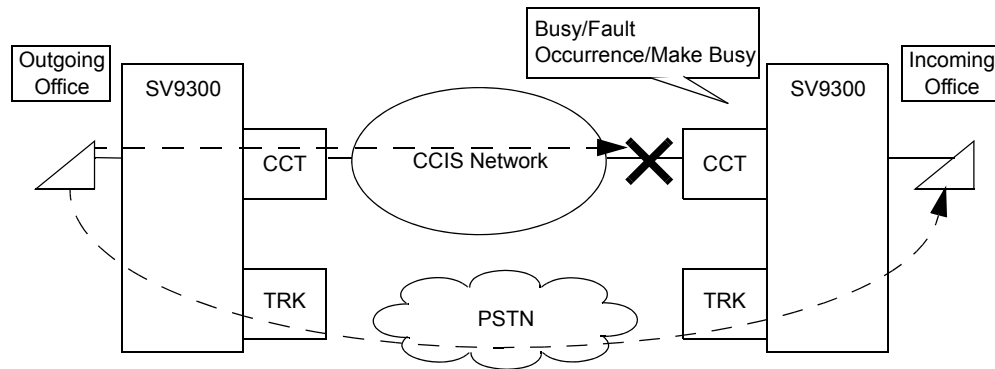 Busy/Fault
Occurrence/Make Busy
Outgoing
Office
Incoming
Office
SV9300
SV9300
CCT
CCIS Network
CCT
TRK
PSTN
TRK